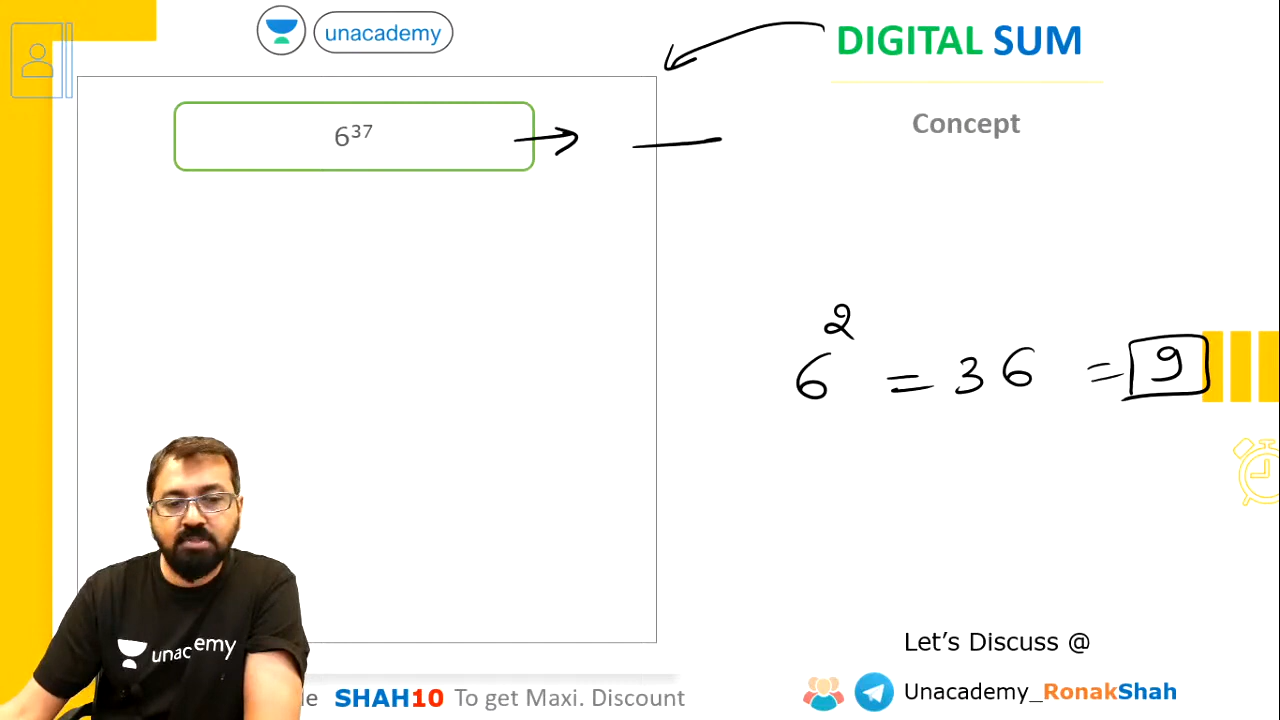 unacademy
DIGITAL SUM
Concept
6³⁷
6² = 36 = 9
unacademy
Let's Discuss @
Unacademy_RonakShah
SHAH10 To get Maxi. Discount